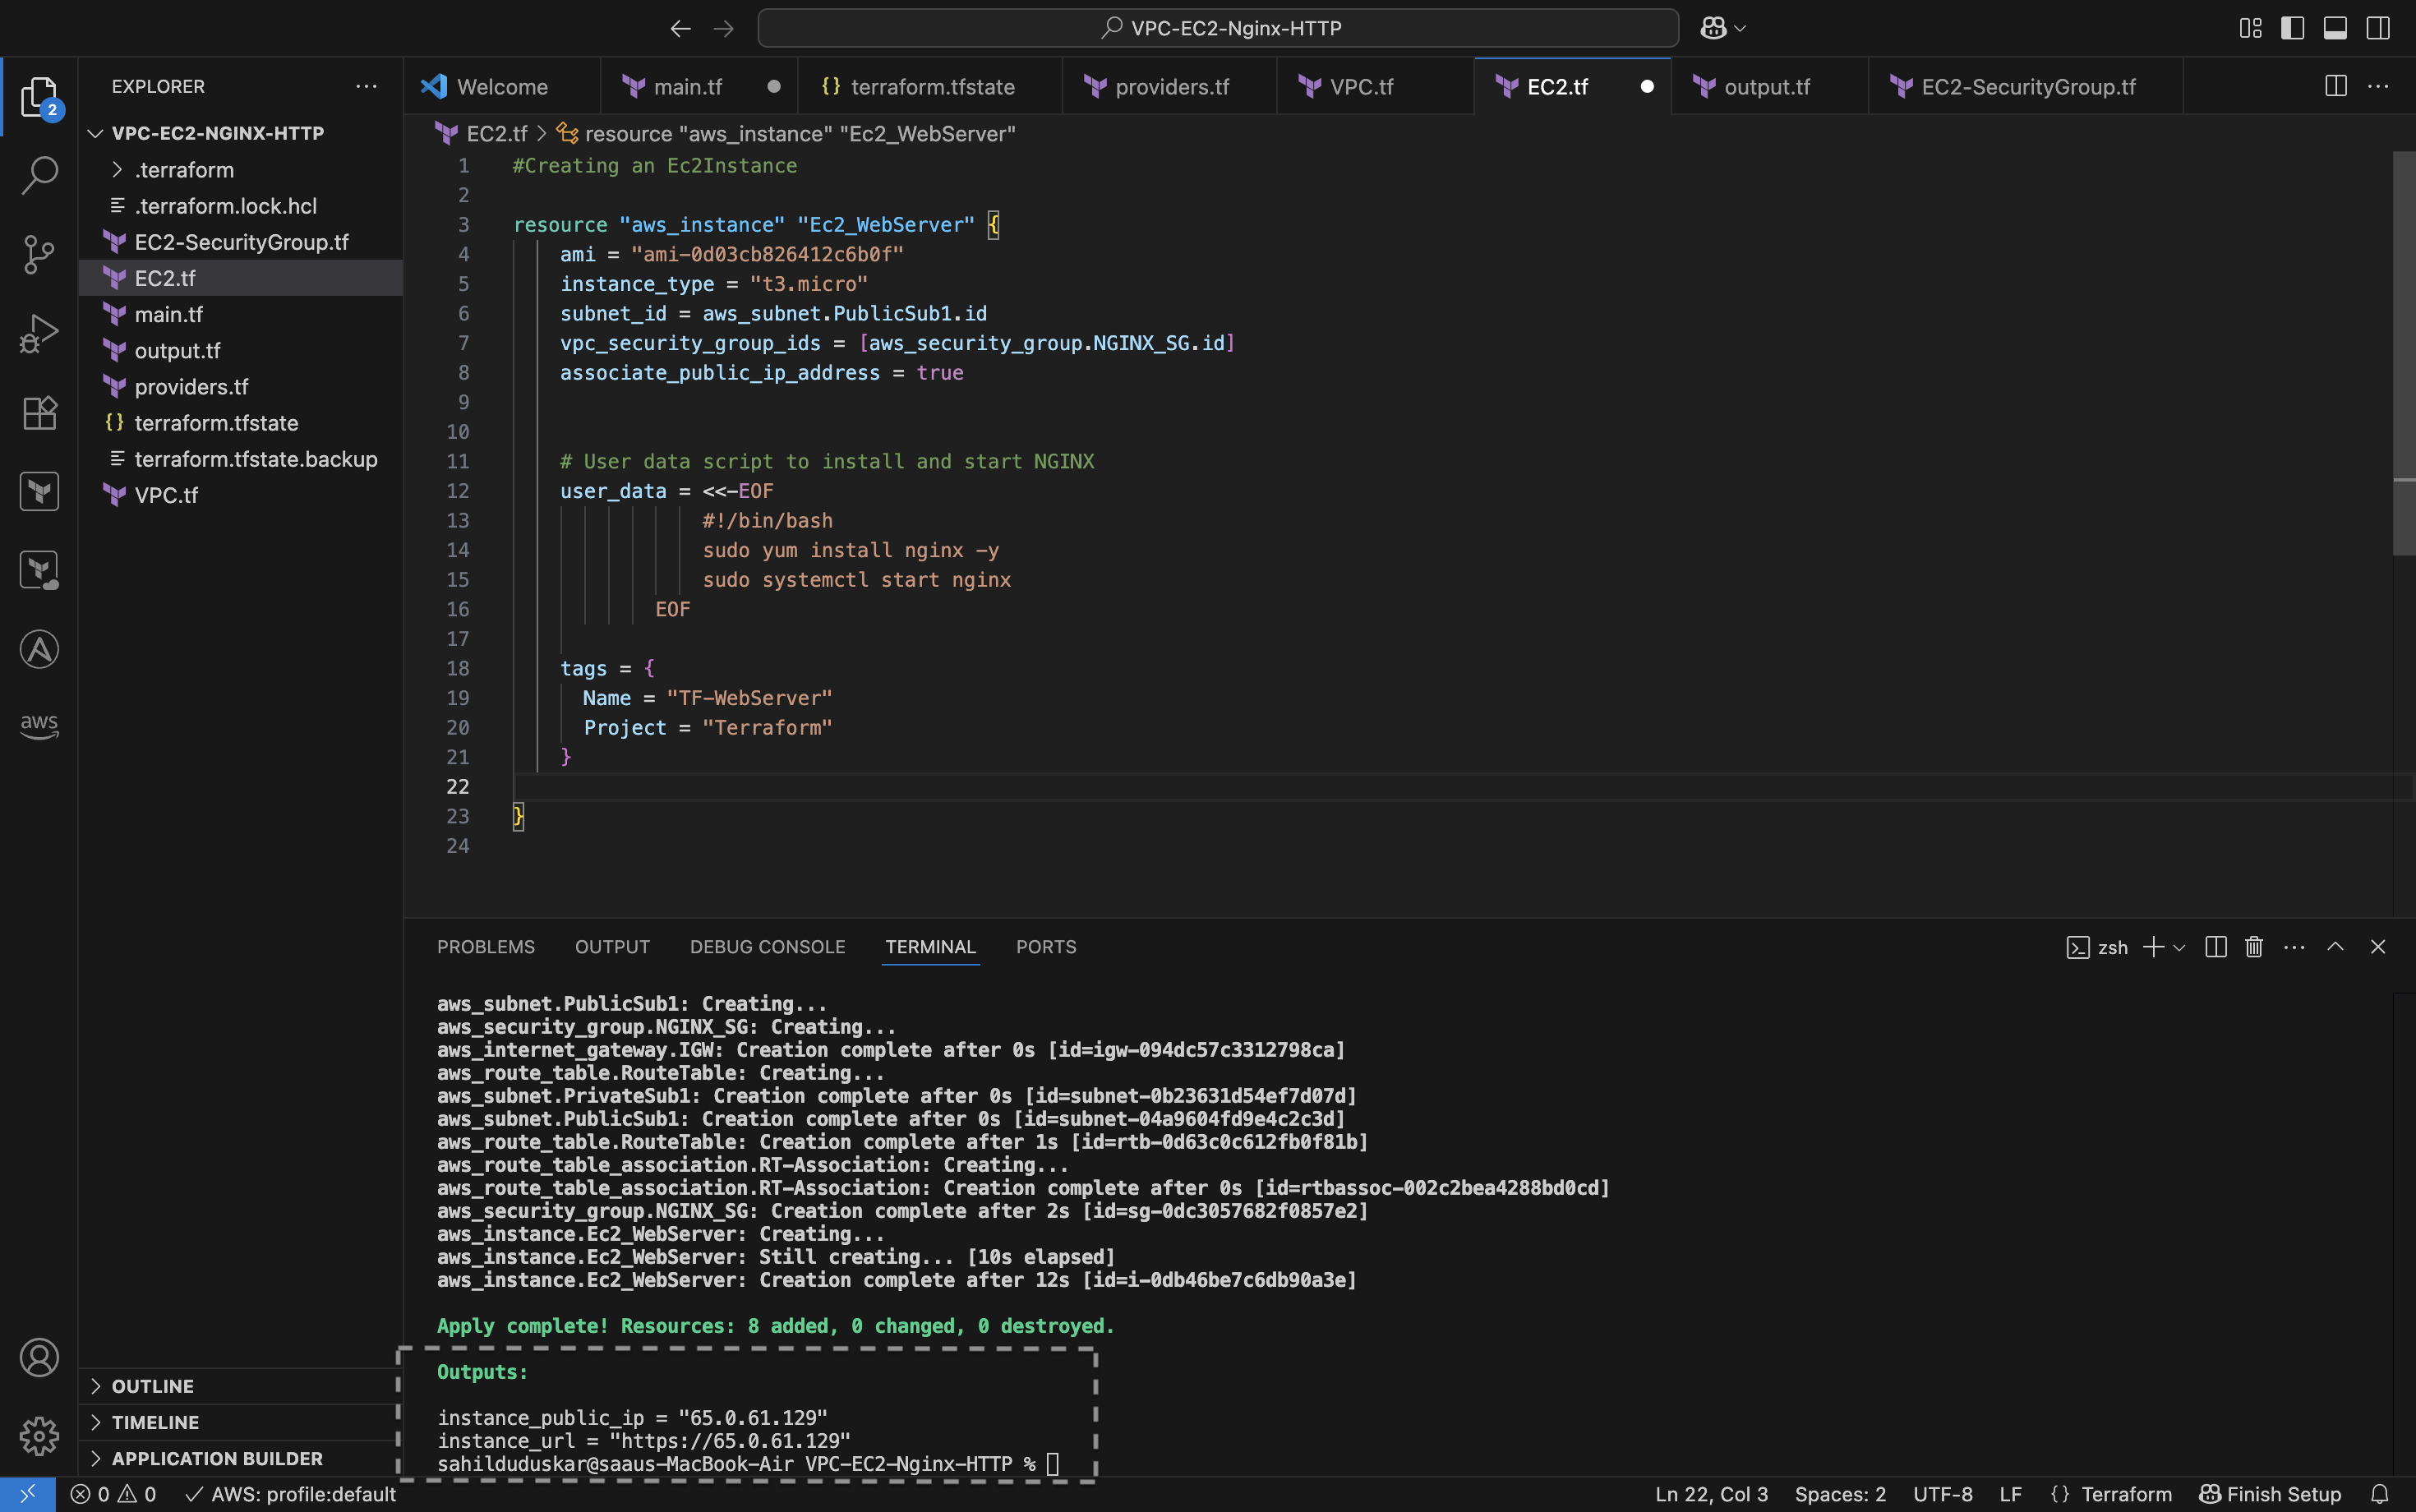 VPC-EC2-Nginx-HTTP
EXPLORER
2
VPC-EC2-NGINX-HTTP
.terraform
.terraform.lock.hcl
EC2-SecurityGroup.tf
EC2.tf
main.tf
output.tf
providers.tf
{} terraform.tfstate
terraform.tfstate.backup
VPC.tf
aws
OUTLINE
TIMELINE
APPLICATION BUILDER
Welcome
main.tf
{} terraform.tfstate
providers.tf
VPC.tf
EC2.tf
output.tf
EC2-SecurityGroup.tf
EC2.tf > resource "aws_instance" "Ec2_WebServer"
1 #Creating an Ec2Instance
2
3 resource "aws_instance" "Ec2_WebServer" {
4 ami = "ami-0d03cb826412c6b0f"
5 instance_type = "t3.micro"
6 subnet_id = aws_subnet.PublicSub1.id
7 vpc_security_group_ids = [aws_security_group.NGINX_SG.id]
8 associate_public_ip_address = true
9
10
11 # User data script to install and start NGINX
12 user_data = <<-EOF
13 #!/bin/bash
14 sudo yum install nginx -y
15 sudo systemctl start nginx
16 EOF
17
18 tags = {
19 Name = "TF-WebServer"
20 Project = "Terraform"
21 }
22
23 }
24
PROBLEMS OUTPUT DEBUG CONSOLE TERMINAL PORTS
zsh
aws_subnet.PublicSub1: Creating...
aws_security_group.NGINX_SG: Creating...
aws_internet_gateway.IGW: Creation complete after 0s [id=igw-094dc57c3312798ca]
aws_route_table.RouteTable: Creating...
aws_subnet.PrivateSub1: Creation complete after 0s [id=subnet-0b23631d54ef7d07d]
aws_subnet.PublicSub1: Creation complete after 0s [id=subnet-04a9604fd9e4c2c3d]
aws_route_table.RouteTable: Creation complete after 1s [id=rtb-0d63c0c612fb0f81b]
aws_route_table_association.RT-Association: Creating...
aws_route_table_association.RT-Association: Creation complete after 0s [id=rtbassoc-002c2bea4288bd0cd]
aws_security_group.NGINX_SG: Creation complete after 2s [id=sg-0dc3057682f0857e2]
aws_instance.Ec2_WebServer: Creating...
aws_instance.Ec2_WebServer: Still creating... [10s elapsed]
aws_instance.Ec2_WebServer: Creation complete after 12s [id=i-0db46be7c6db90a3e]
Apply complete! Resources: 8 added, 0 changed, 0 destroyed.
Outputs:
instance_public_ip = "65.0.61.129"
instance_url = "https://65.0.61.129"
sahilduduskar@saaus-MacBook-Air VPC-EC2-Nginx-HTTP %
0 0 AWS: profile:default
Ln 22, Col 3 Spaces: 2 UTF-8 LF {} Terraform Finish Setup